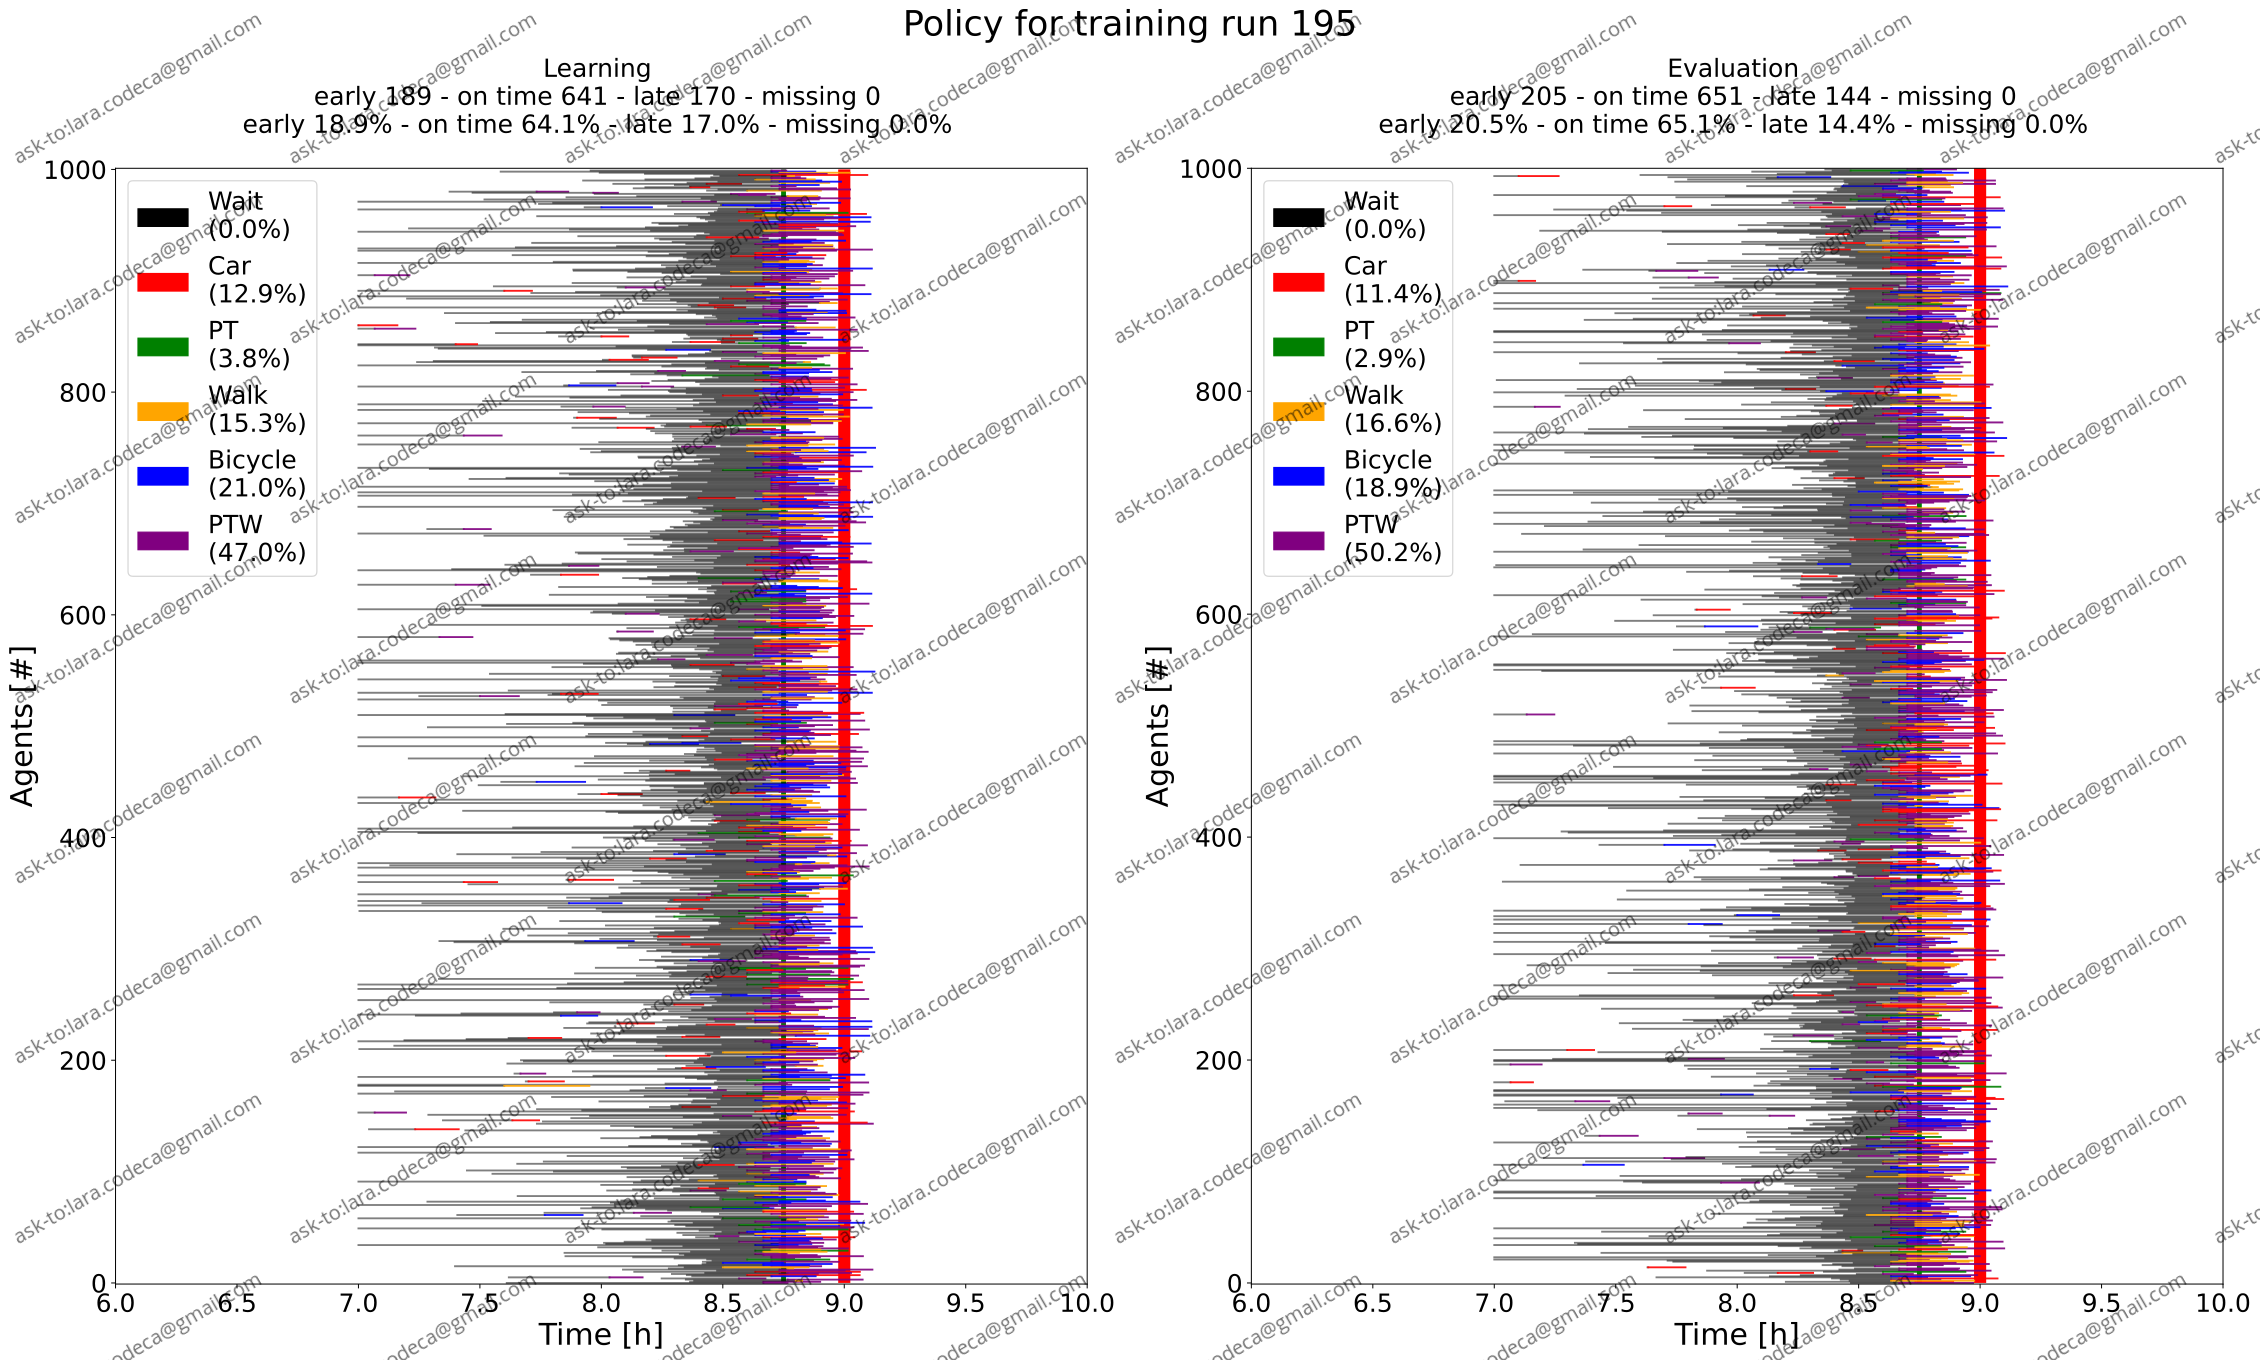 Policy for training run 195
Learning
early 189 - on time 641 - late 170 - missing 0
early 18.9% - on time 64.1% - late 17.0% - missing 0.0%
Evaluation
early 205 - on time 651 - late 144 - missing 0
early 20.5% - on time 65.1% - late 14.4% - missing 0.0%
Agents [#]
1000
800
600
400
200
0
Wait
(0.0%)
Car
(12.9%)
PT
(3.8%)
Walk
(15.3%)
Bicycle
(21.0%)
PTW
(47.0%)
6.0 6.5 7.0 7.5 8.0 8.5 9.0 9.5 10.0
Time [h]
Agents [#]
1000
800
600
400
200
0
Wait
(0.0%)
Car
(11.4%)
PT
(2.9%)
Walk
(16.6%)
Bicycle
(18.9%)
PTW
(50.2%)
6.0 6.5 7.0 7.5 8.0 8.5 9.0 9.5 10.0
Time [h]
ask-to:lara.codeca@gmail.com